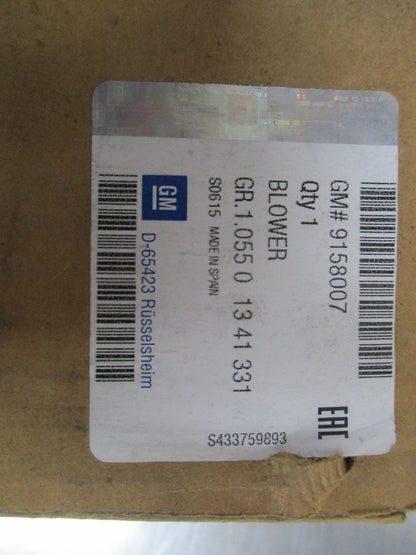 GM# 9158007
Qty 1
BLOWER
GR.1.055 0 13 41 331
S0615 MADE IN SPAIN
GM
D-65423 Rüsselsheim
EAC
S433759893